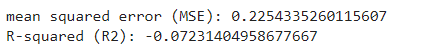 mean squared error (MSE): 0.2254335260115607
R-squared (R2): -0.07231404958677667